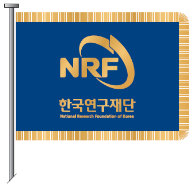 NRF
한국연구재단
National Research Foundation of Korea